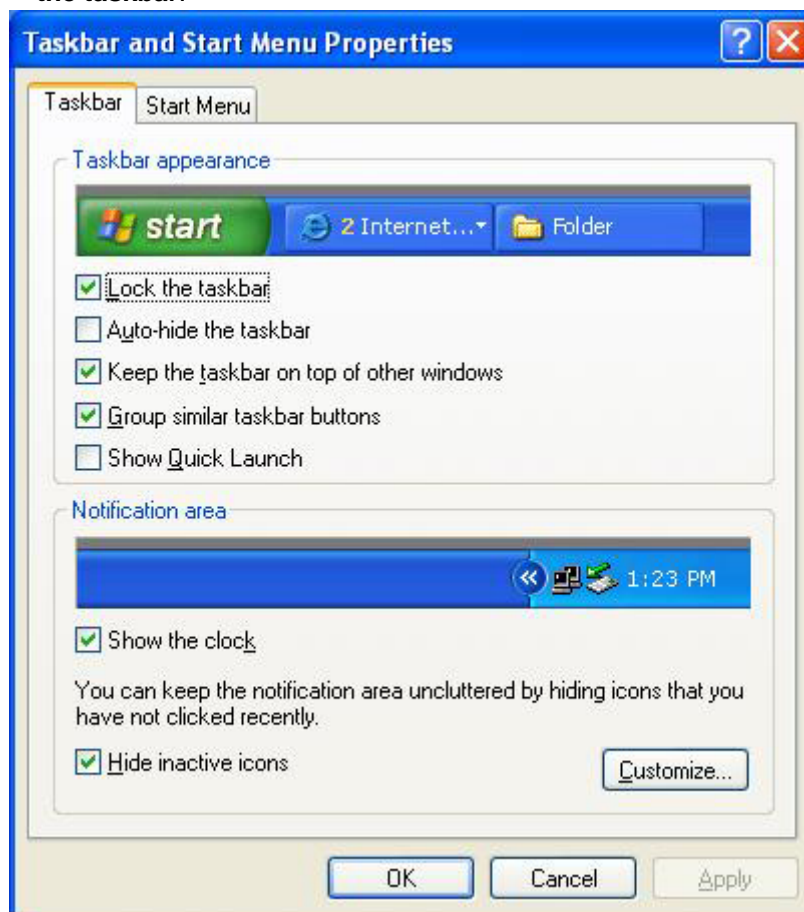 the taskbar.
Taskbar and Start Menu Properties
Taskbar
Start Menu
Taskbar appearance
start
2 Internet...
Folder
Lock the taskbar
Auto-hide the taskbar
Keep the taskbar on top of other windows
Group similar taskbar buttons
Show Quick Launch
Notification area
1:23 PM
Show the clock
You can keep the notification area uncluttered by hiding icons that you
have not clicked recently.
Hide inactive icons
Customize...
OK
Cancel
Apply